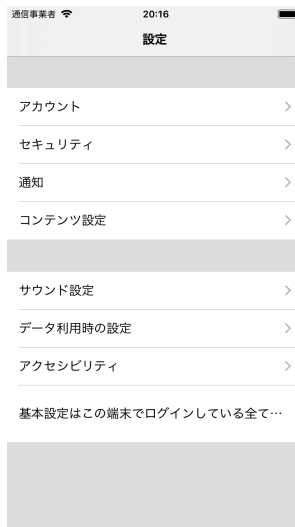 通信事業者 20:16
設定
アカウント
セキュリティ
通知
コンテンツ設定
サウンド設定
データ利用時の設定
アクセシビリティ
基本設定はこの端末でログインしている全て…